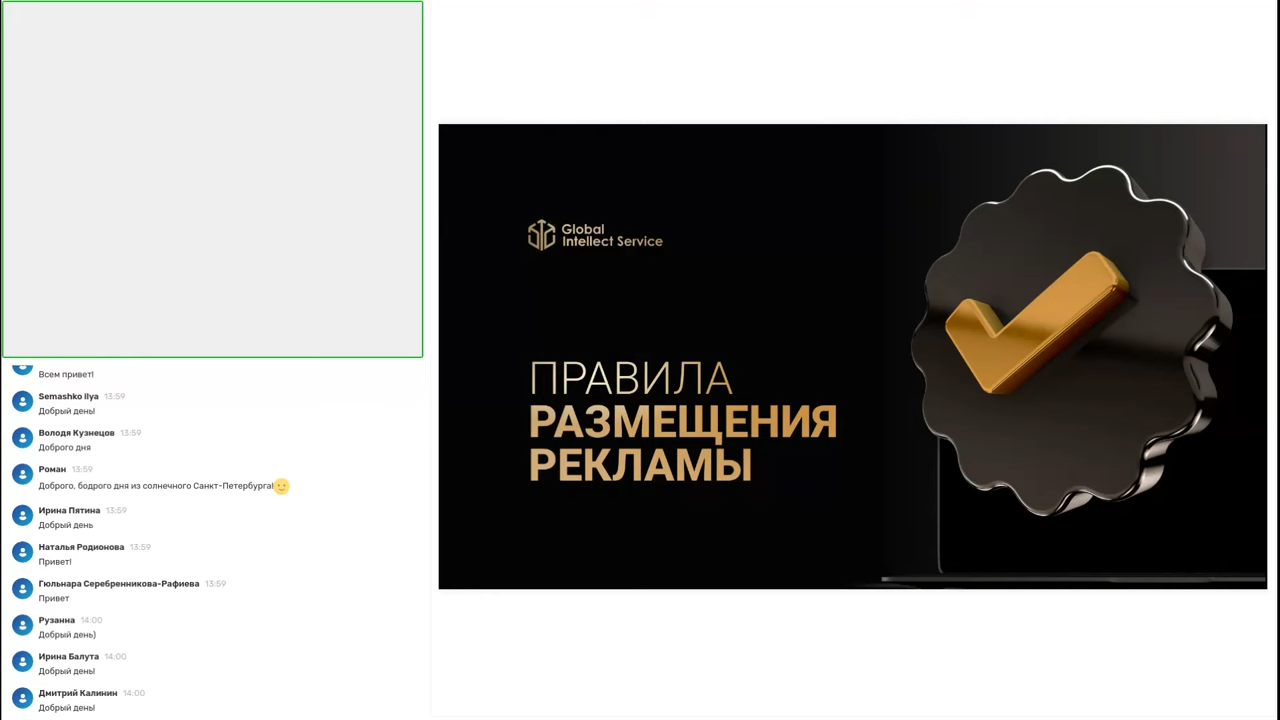 Всем привет!
Semashko ilya 13:59
Добрый день!
Володя Кузнецов 13:59
Доброго дня
Роман 13:59
Доброго, бодрого дня из солнечного Санкт-Петербурга!
Ирина Пятина 13:59
Добрый день
Наталья Родионова 13:59
Привет!
Гюльнара Серебренникова-Рафиева 13:59
Привет
Рузанна 14:00
Добрый день)
Ирина Балута 14:00
Добрый день!
Дмитрий Калинин 14:00
Добрый день!
Global
Intellect Service
ПРАВИЛА
РАЗМЕЩЕНИЯ
РЕКЛАМЫ